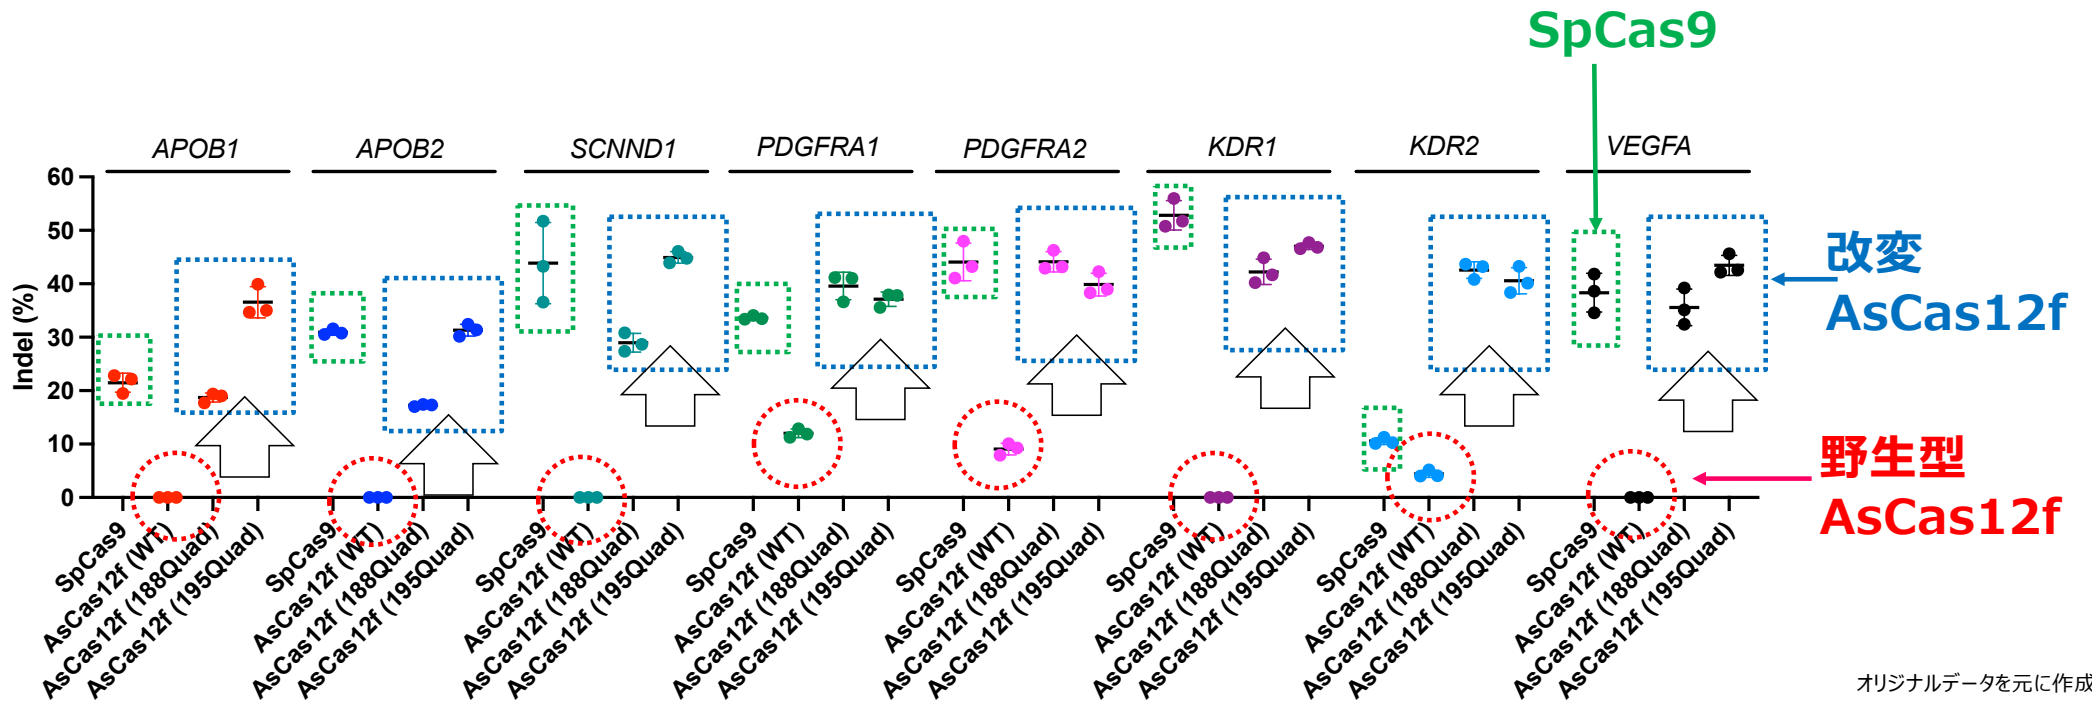 SpCas9
APOB1
APOB2
SCNND1
PDGFRA1
PDGFRA2
KDR1
KDR2
VEGFA
Indel (%)
60
50
40
30
20
10
0
改変
AsCas12f
野生型
AsCas12f
SpCas9
AsCas12f (WT)
AsCas12f (188Quad)
AsCas12f (195Quad)
SpCas9
AsCas12f (WT)
AsCas12f (188Quad)
AsCas12f (195Quad)
SpCas9
AsCas12f (WT)
AsCas12f (188Quad)
AsCas12f (195Quad)
SpCas9
AsCas12f (WT)
AsCas12f (188Quad)
AsCas12f (195Quad)
SpCas9
AsCas12f (WT)
AsCas12f (188Quad)
AsCas12f (195Quad)
SpCas9
AsCas12f (WT)
AsCas12f (188Quad)
AsCas12f (195Quad)
SpCas9
AsCas12f (WT)
AsCas12f (188Quad)
AsCas12f (195Quad)
SpCas9
AsCas12f (WT)
AsCas12f (188Quad)
AsCas12f (195Quad)
オリジナルデータを元に作成